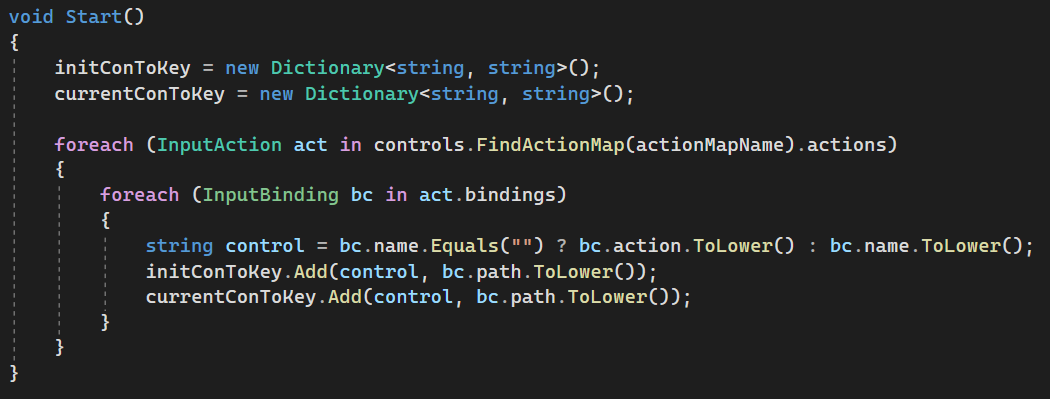 void Start()
{
    initConToKey = new Dictionary<string, string>();
    currentConToKey = new Dictionary<string, string>();

    foreach (InputAction act in controls.FindActionMap(actionMapName).actions)
    {
        foreach (InputBinding bc in act.bindings)
        {
            string control = bc.name.Equals("") ? bc.action.ToLower() : bc.name.ToLower();
            initConToKey.Add(control, bc.path.ToLower());
            currentConToKey.Add(control, bc.path.ToLower());
        }
    }
}